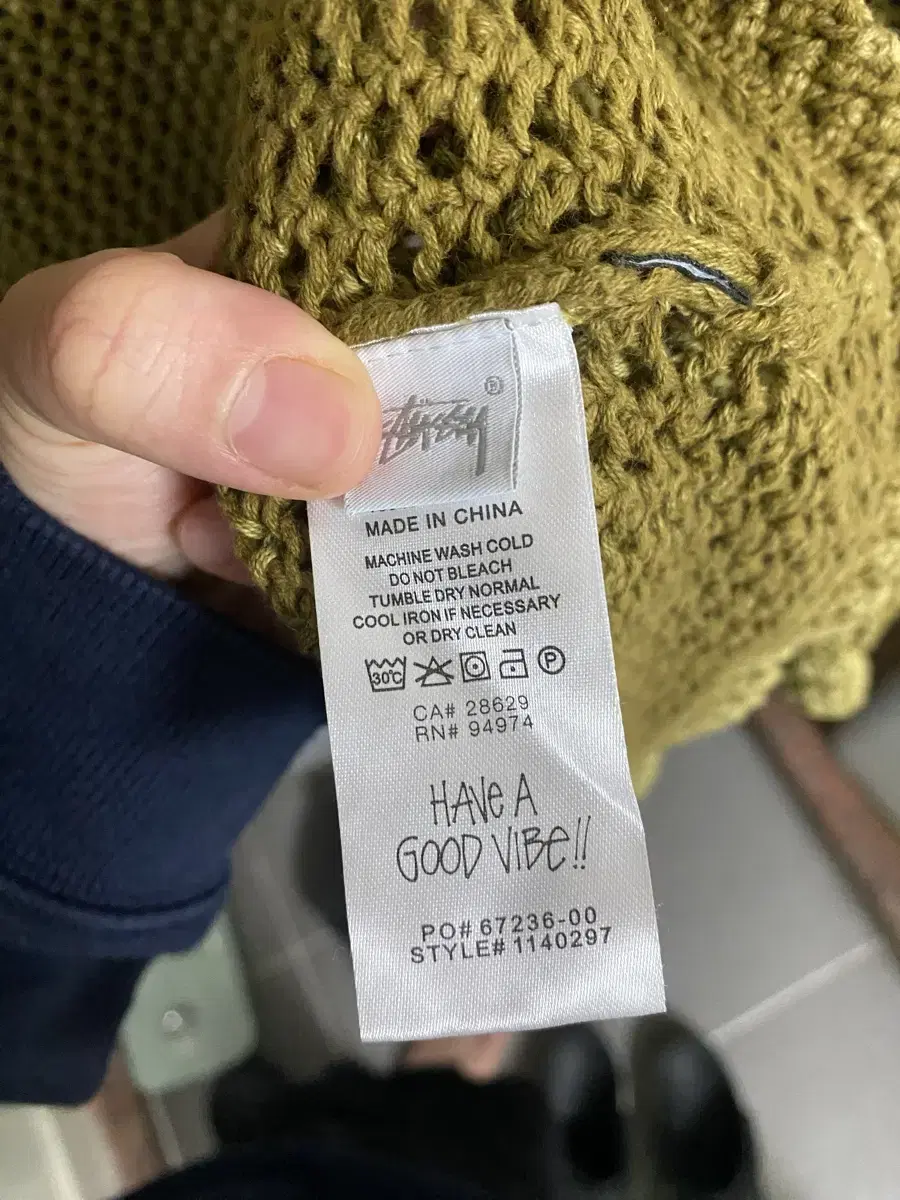 Stüssy ®
MADE IN CHINA
MACHINE WASH COLD
DO NOT BLEACH
TUMBLE DRY NORMAL
COOL IRON IF NECESSARY
OR DRY CLEAN
30°C P
CA# 28629
RN# 94974
HAVE A
GOOD VIBE!!
PO# 67236-00
STYLE# 1140297